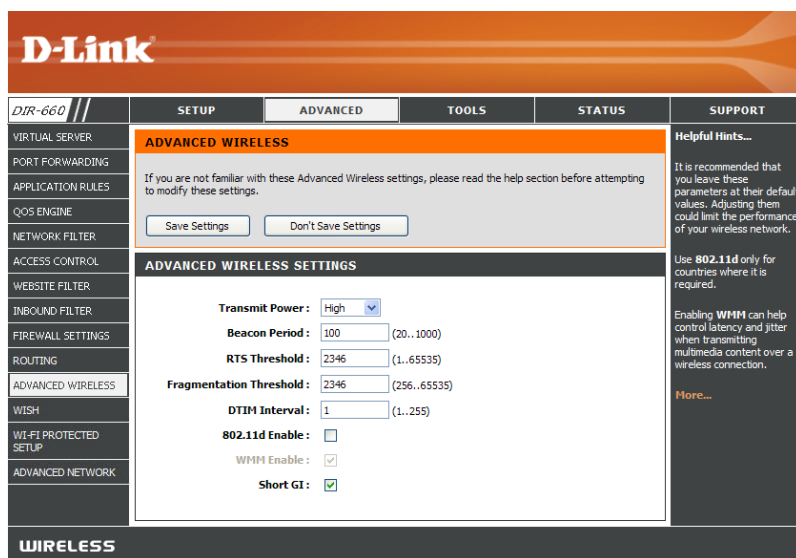 D-Link
DIR-660
SETUP
ADVANCED
TOOLS
STATUS
SUPPORT
VIRTUAL SERVER
PORT FORWARDING
APPLICATION RULES
QOS ENGINE
NETWORK FILTER
ACCESS CONTROL
WEBSITE FILTER
INBOUND FILTER
FIREWALL SETTINGS
ROUTING
ADVANCED WIRELESS
WISH
WI-FI PROTECTED
SETUP
ADVANCED NETWORK
ADVANCED WIRELESS
If you are not familiar with these Advanced Wireless settings, please read the help section before attempting
to modify these settings.
Save Settings
Don't Save Settings
ADVANCED WIRELESS SETTINGS
Transmit Power : High
Beacon Period : 100 (20..1000)
RTS Threshold : 2346 (1..65535)
Fragmentation Threshold : 2346 (256..65535)
DTIM Interval : 1 (1..255)
802.11d Enable :
WMM Enable :
Short GI :
Helpful Hints...
It is recommended that
you leave these
parameters at their defaul
values. Adjusting them
could limit the performance
of your wireless network.
Use 802.11d only for
countries where it is
required.
Enabling WMM can help
control latency and jitter
when transmitting
multimedia content over a
wireless connection.
More...
WIRELESS